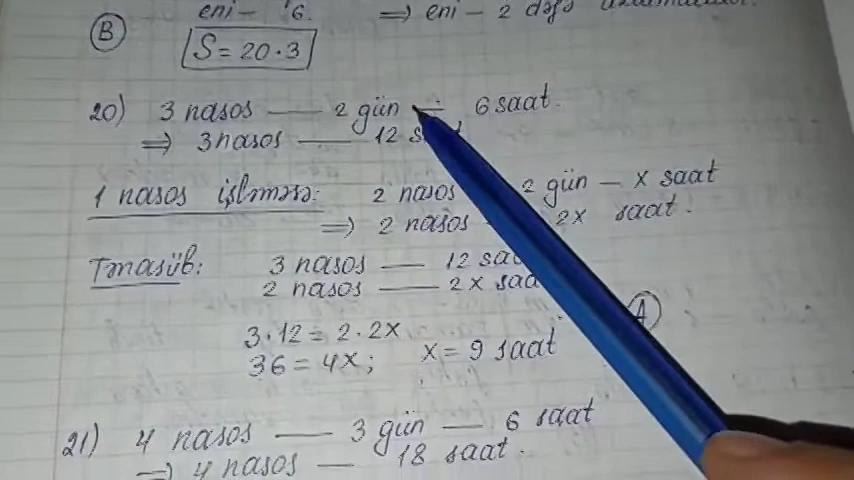 eni – 6. ⟹ eni – 2 dəfə
B
S = 20 · 3
20) 3 nasos — 2 gün — 6 saat.
⟹ 3 nasos — 12
1 nasos işləməsə: 2 nasos 2 gün – x saat
⟹ 2 nasos 2x saat.
Tənasüb: 3 nasos — 12
2 nasos — 2x
A
3 · 12 = 2 · 2x
36 = 4x; x = 9 saat
21) 4 nasos — 3 gün — 6 saat
⟹ 4 nasos — 18 saat.